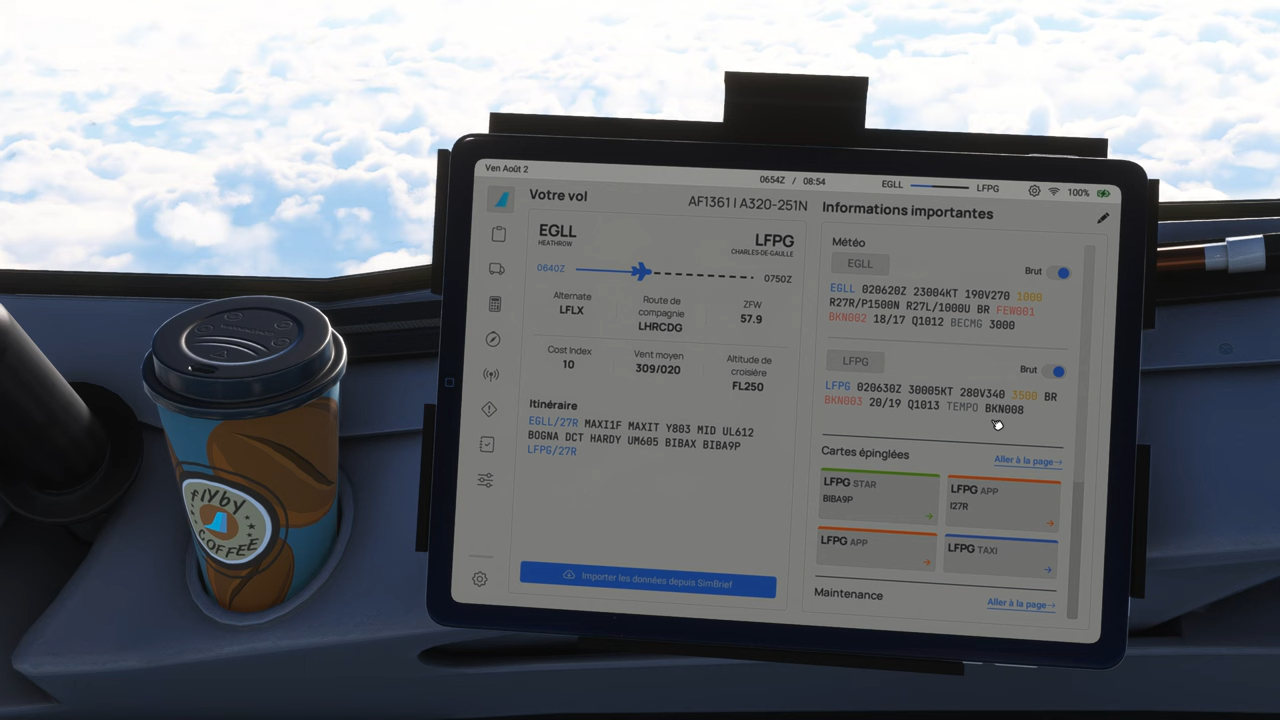 Ven Août 2
0654Z / 08:54
EGLL
LFPG
100%
Votre vol
AF1361 | A320-251N
EGLL
HEATHROW
LFPG
CHARLES-DE-GAULLE
0640Z
0750Z
Alternate
LFLX
Route de
compagnie
LHRCDG
ZFW
57.9
Cost Index
10
Vent moyen
309/020
Altitude de
croisière
FL250
Itinéraire
EGLL/27R MAXI1F MAXIT Y803 MID UL612
BOGNA DCT HARDY UM605 BIBAX BIBA9P
LFPG/27R
Importer les données depuis SimBrief
Informations importantes
Météo
EGLL
Brut
EGLL 020620Z 23004KT 190V270 1000
R27R/P1500N R27L/1000U BR FEW001
BKN002 18/17 Q1012 BECMG 3000
LFPG
Brut
LFPG 020630Z 30005KT 280V340 3500 BR
BKN003 20/19 Q1013 TEMPO BKN008
Cartes épinglées
Aller à la page
LFPG STAR
BIBA9P
LFPG APP
I27R
LFPG APP
LFPG TAXI
Maintenance
Aller à la page
flyby
COFFEE